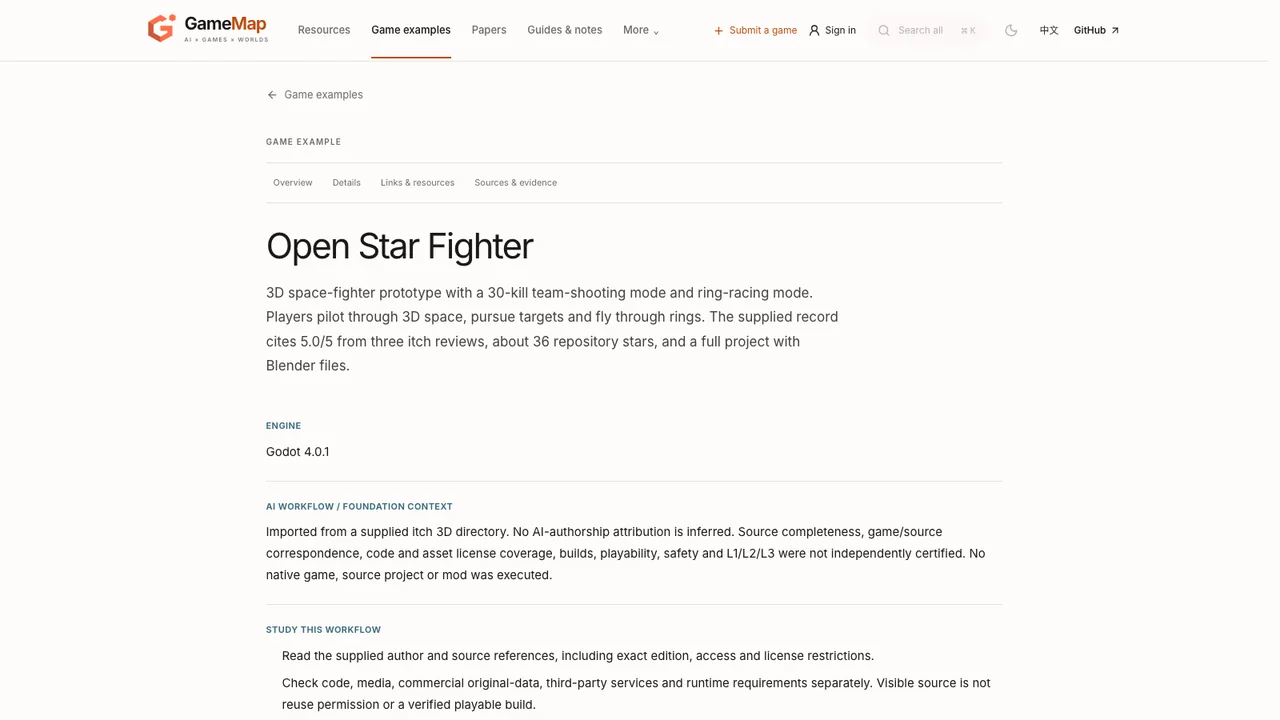 GameMap
AI × GAMES × WORLDS
Resources
Game examples
Papers
Guides & notes
More
+ Submit a game
Sign in
Search all
⌘ K
中文
GitHub ↗
← Game examples
GAME EXAMPLE
Overview
Details
Links & resources
Sources & evidence
Open Star Fighter
3D space-fighter prototype with a 30-kill team-shooting mode and ring-racing mode.
Players pilot through 3D space, pursue targets and fly through rings. The supplied record
cites 5.0/5 from three itch reviews, about 36 repository stars, and a full project with
Blender files.
ENGINE
Godot 4.0.1
AI WORKFLOW / FOUNDATION CONTEXT
Imported from a supplied itch 3D directory. No AI-authorship attribution is inferred. Source completeness, game/source
correspondence, code and asset license coverage, builds, playability, safety and L1/L2/L3 were not independently certified. No
native game, source project or mod was executed.
STUDY THIS WORKFLOW
Read the supplied author and source references, including exact edition, access and license restrictions.
Check code, media, commercial original-data, third-party services and runtime requirements separately. Visible source is not
reuse permission or a verified playable build.